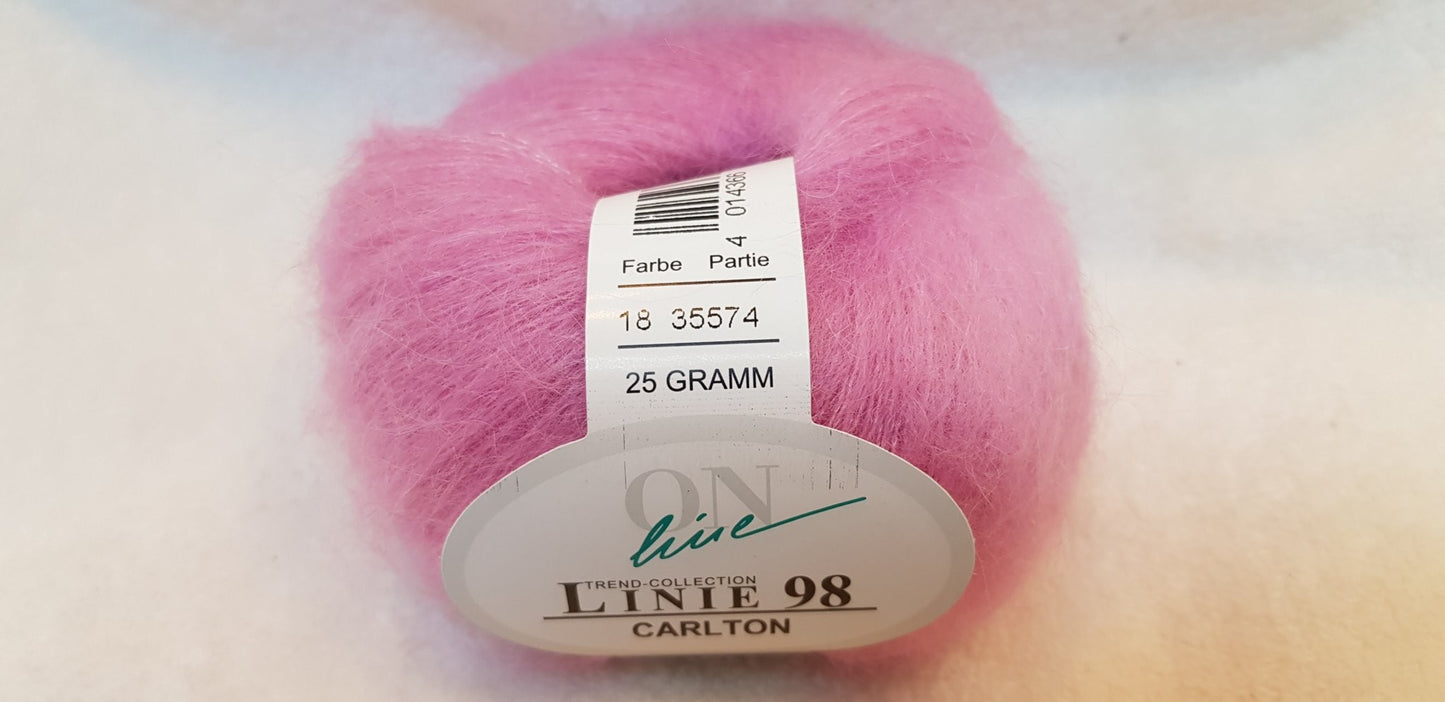 4 014366
Farbe Partie
18 35574
25 GRAMM
ON
line
TREND-COLLECTION
LINIE 98
CARLTON